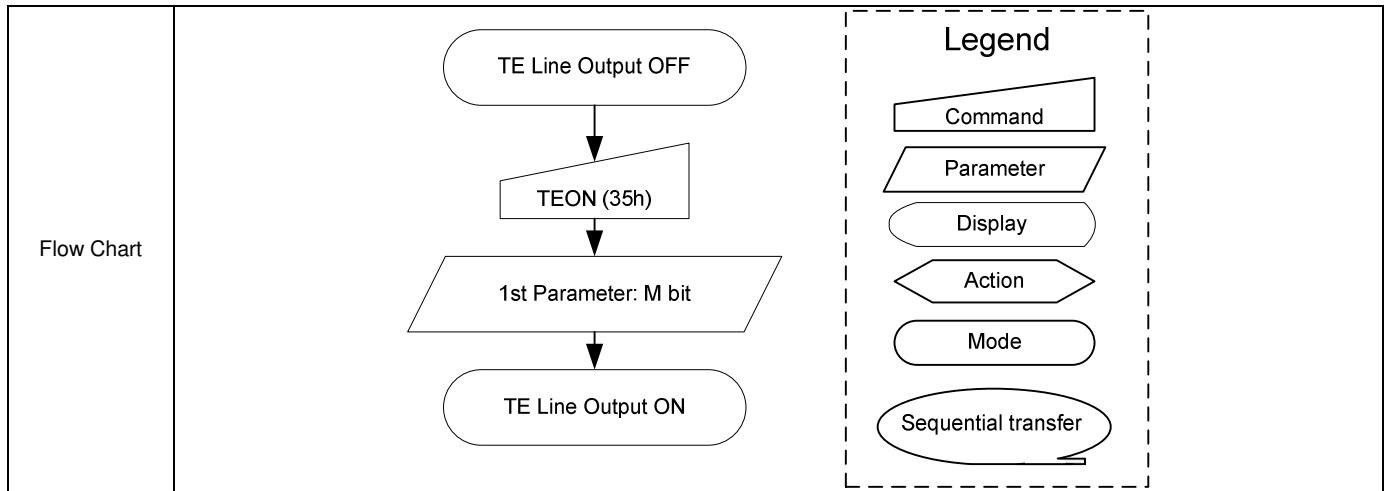 Flow Chart
TE Line Output OFF
TEON (35h)
1st Parameter: M bit
TE Line Output ON
Legend
Command
Parameter
Display
Action
Mode
Sequential transfer